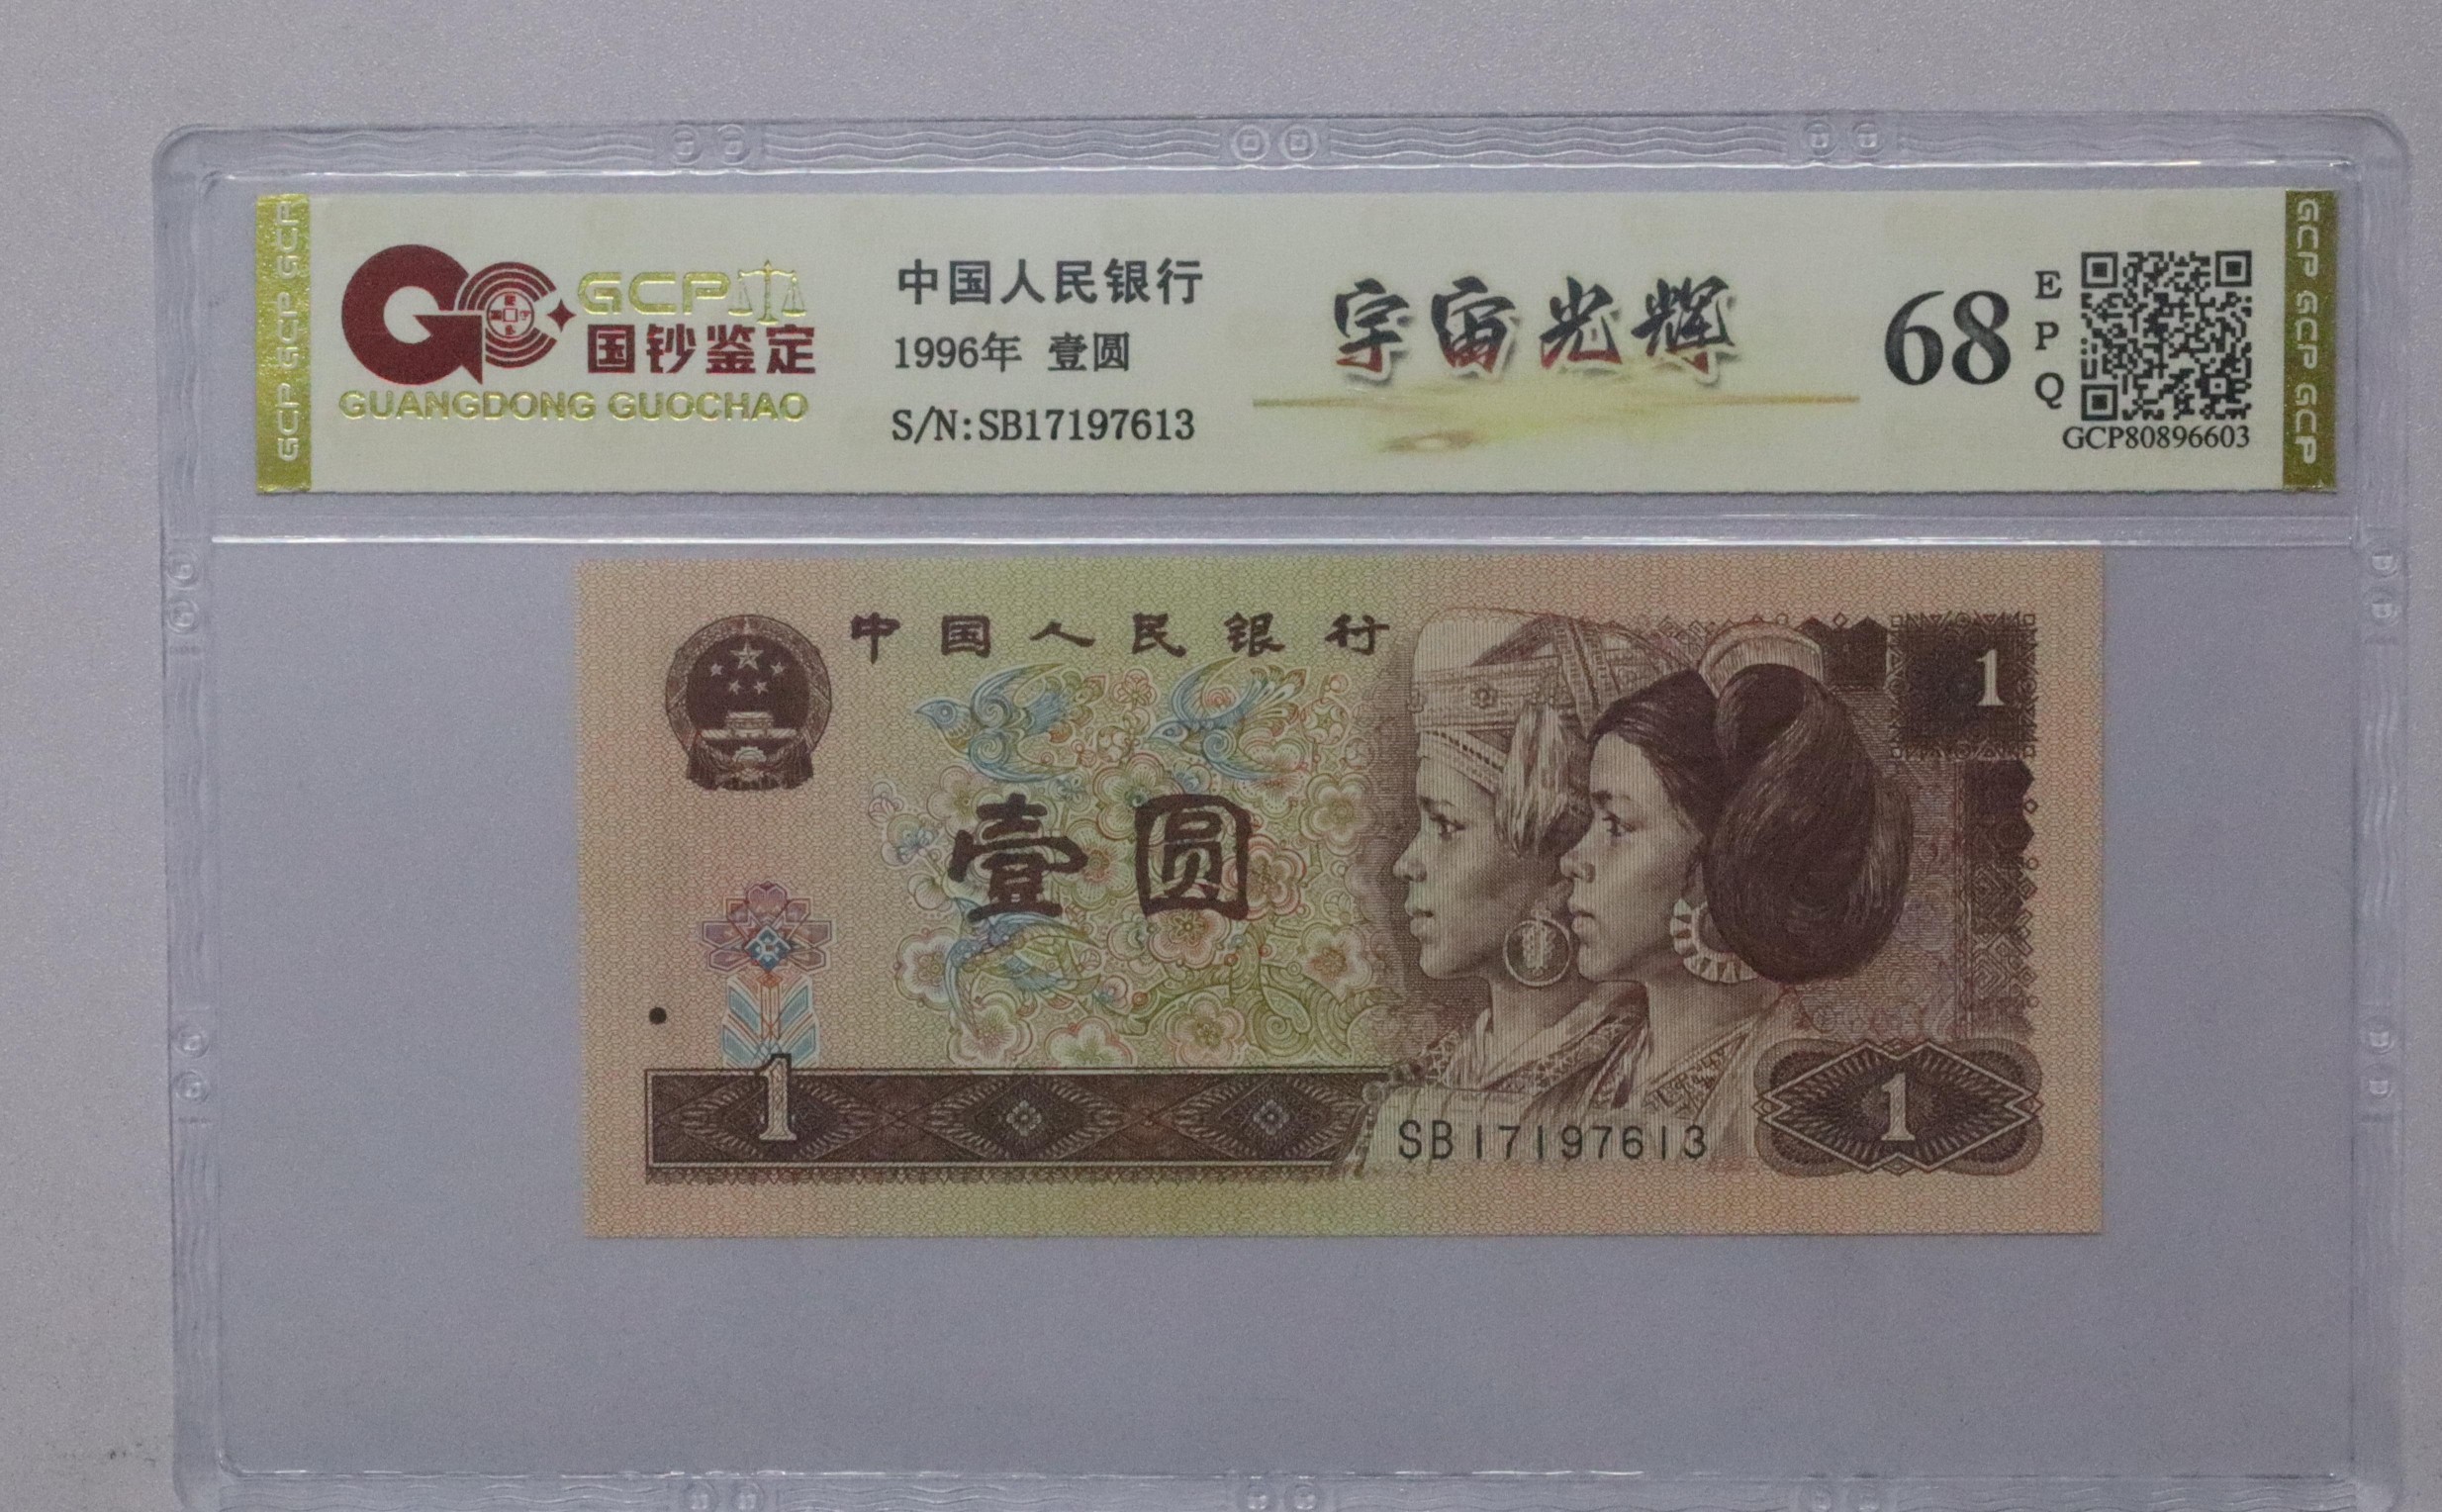 GCP GCP GCP
GCP
国钞鉴定
GUANGDONG GUOCHAO
中国人民银行
1996年 壹圆
S/N:SB17197613
宇宙光辉
68
EPQ
GCP80896603
GCP GCP GCP
中国人民银行
1
壹圆
1
SB17197613
1